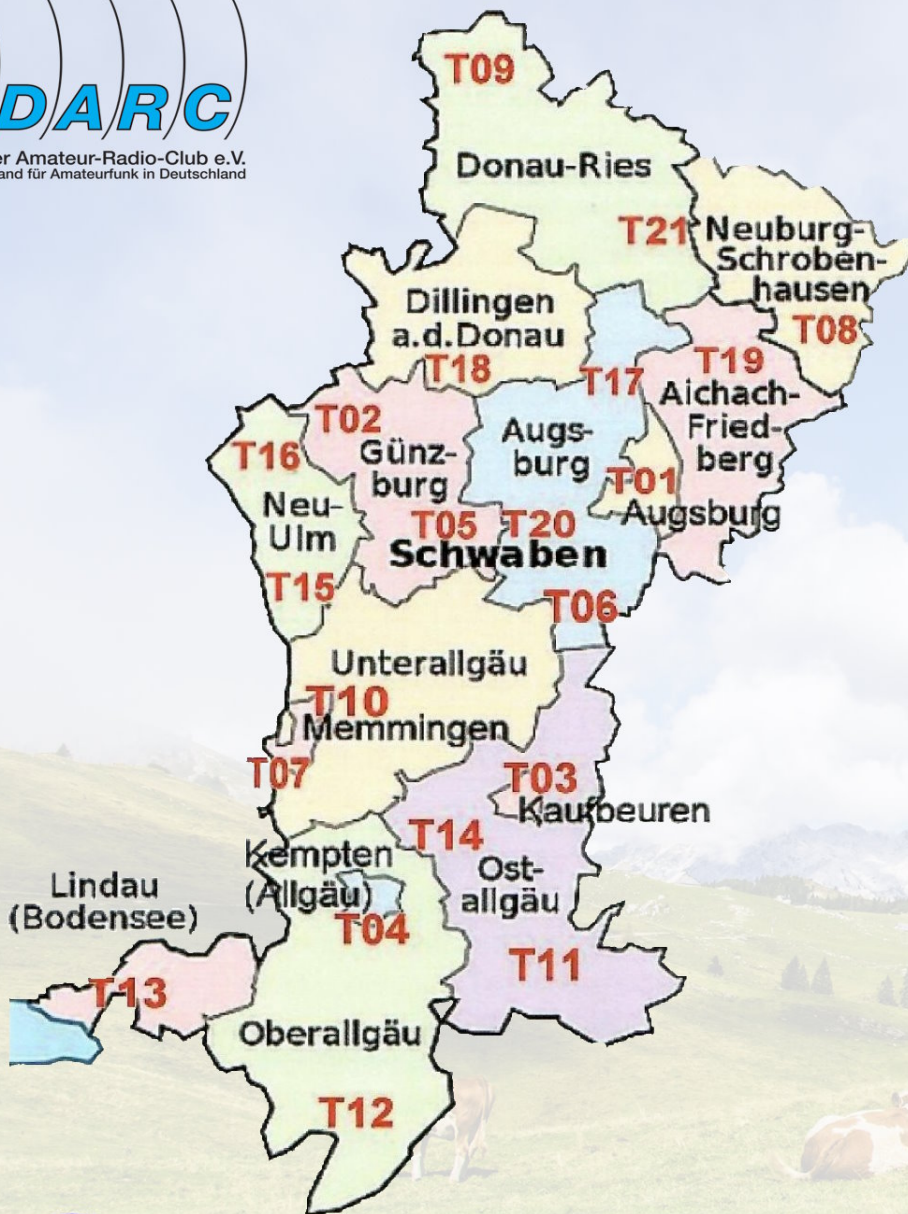 DARC
er Amateur-Radio-Club e.V.
and für Amateurfunk in Deutschland
T09
Donau-Ries
T21
Neuburg-
Schroben-
hausen
T08
Dillingen
a.d.Donau
T18
T17
T19
Aichach-
Fried-
berg
T02
Günz-
burg
T05
Augs-
burg
T01
Augsburg
T16
Neu-
Ulm
T15
T20
Schwaben
T06
Unterallgäu
T10
Memmingen
T07
T03
Kaufbeuren
T14
Ost-
allgäu
T11
Kempten
(Allgäu)
T04
Lindau
(Bodensee)
T13
Oberallgäu
T12